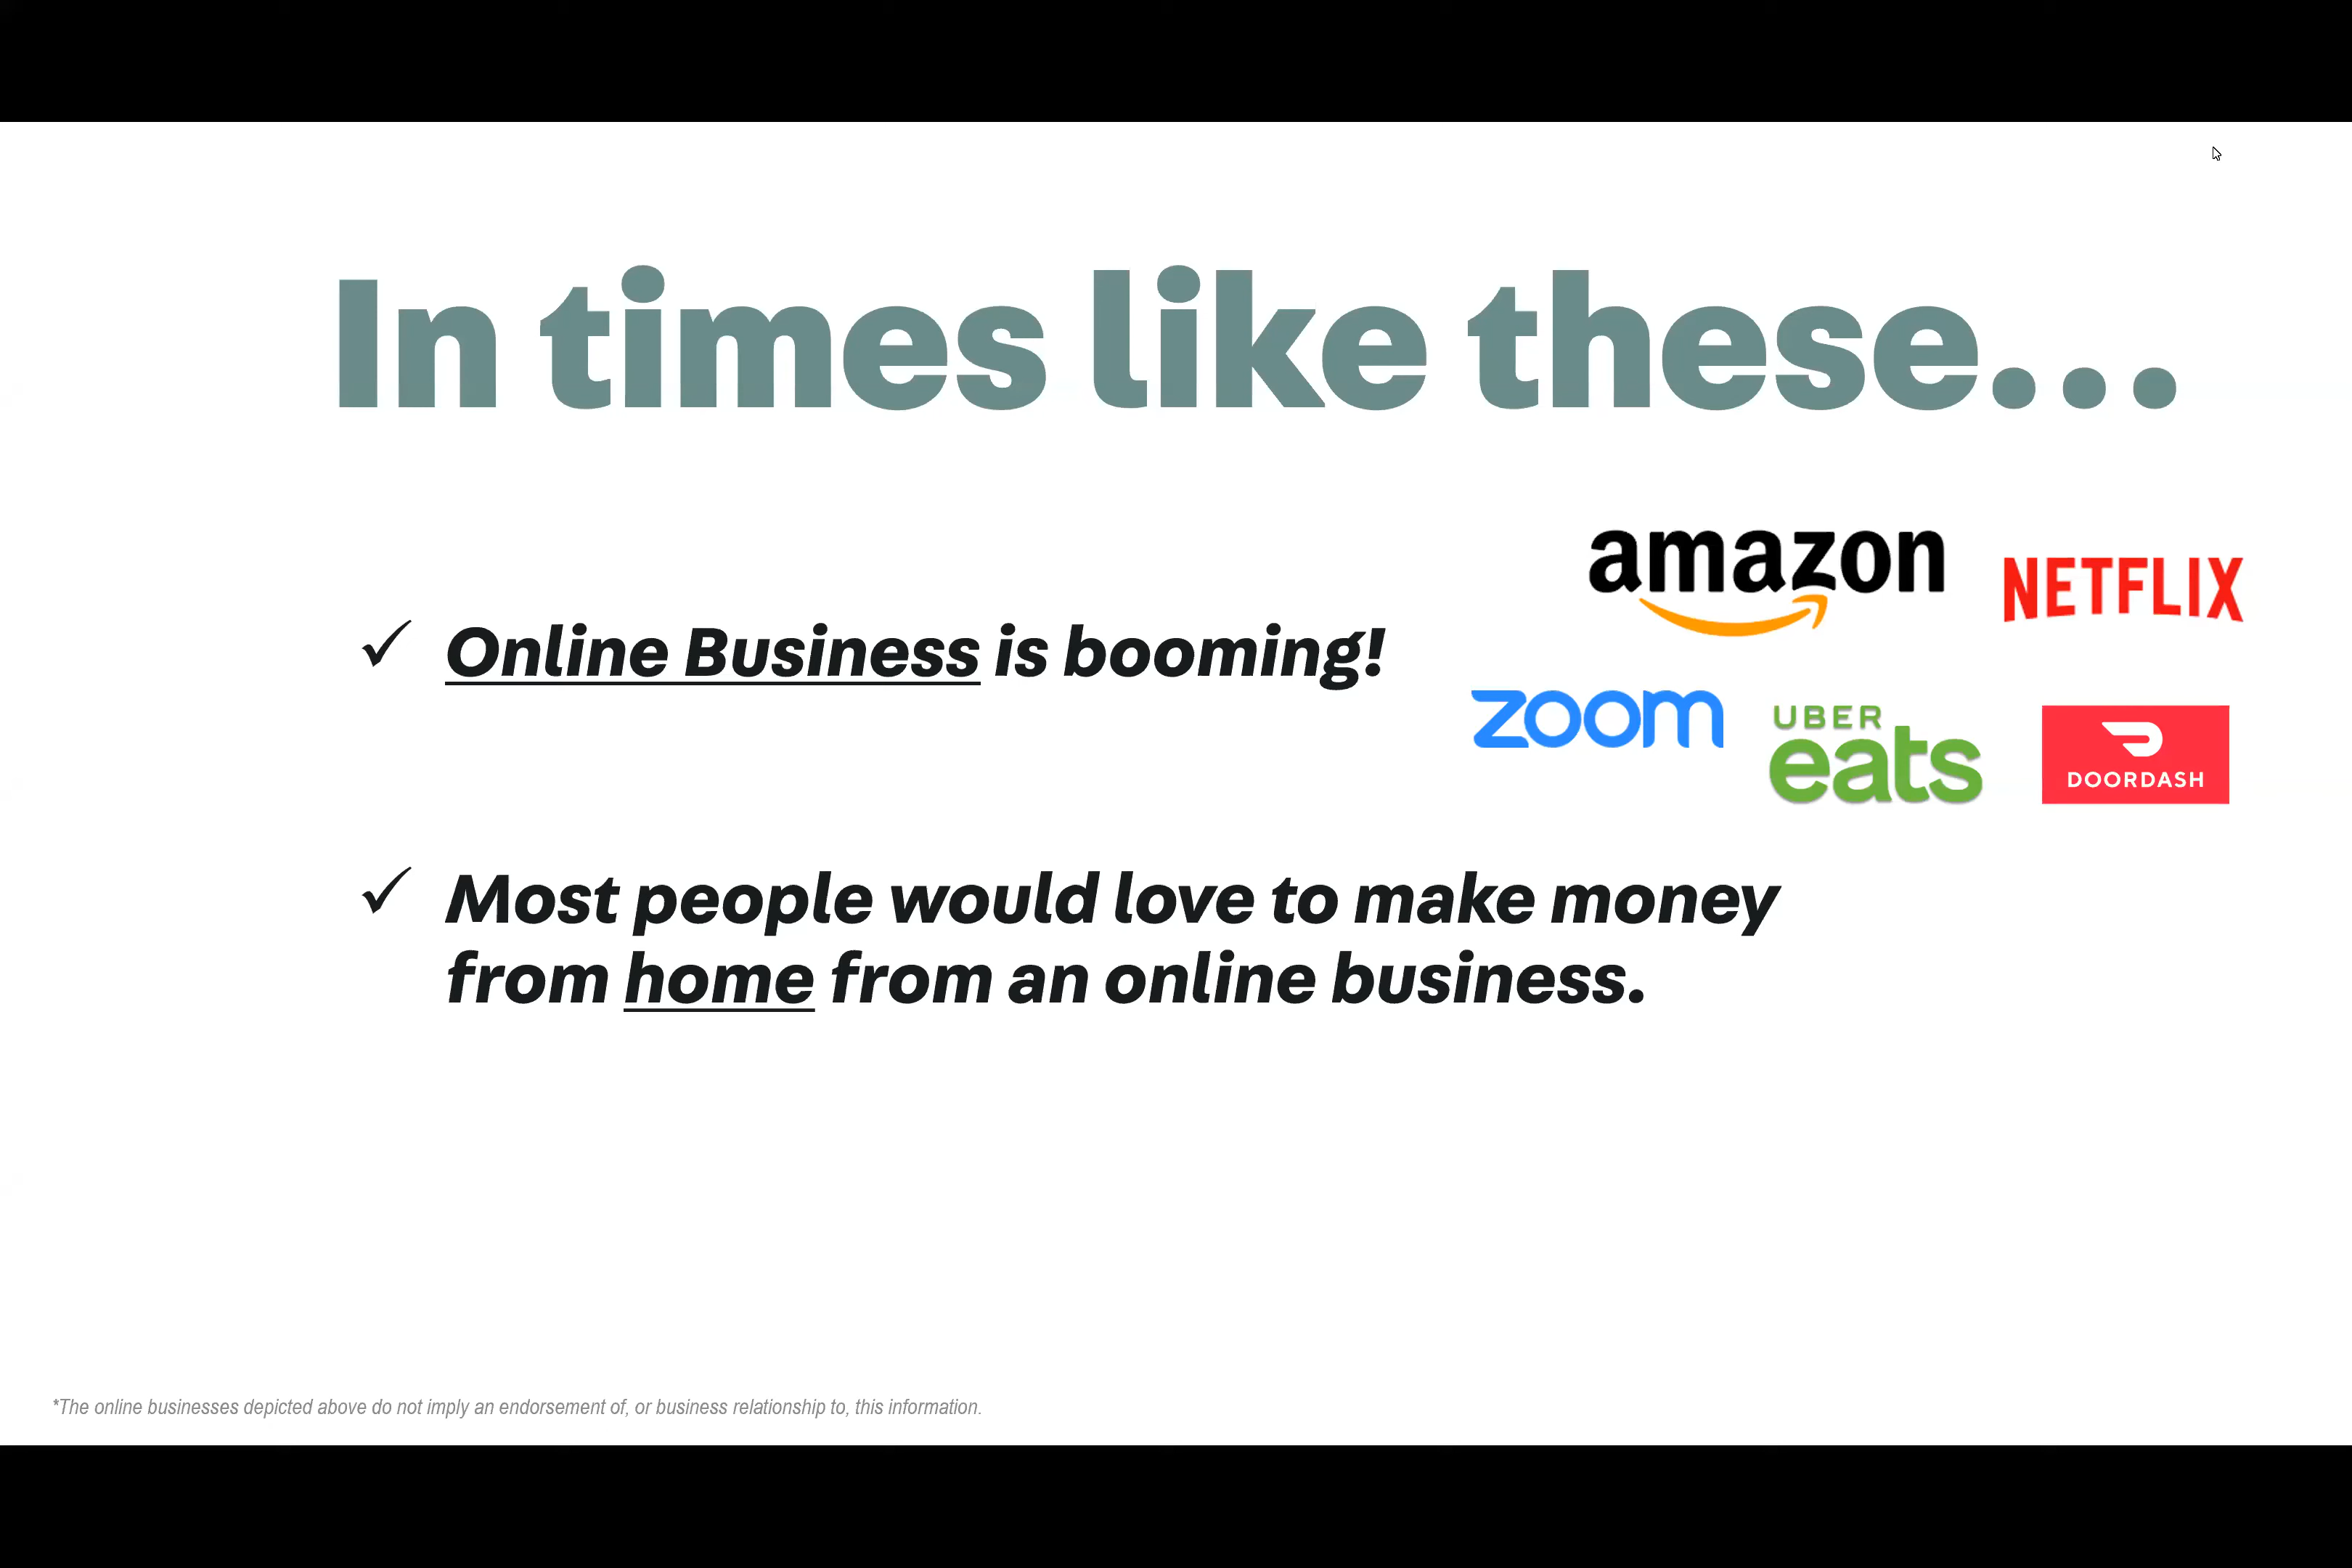 In times like these...
amazon
NETFLIX
✓ Online Business is booming!
zoom
UBER
eats
DOORDASH
✓ Most people would love to make money
from home from an online business.
*The online businesses depicted above do not imply an endorsement of, or business relationship to, this information.